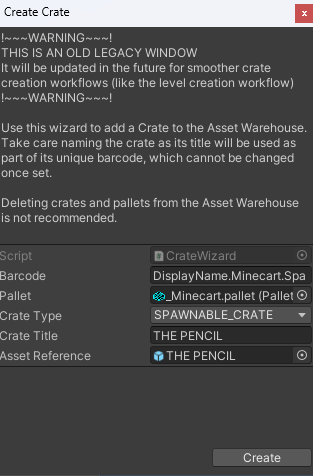 Create Crate
x
!~~~WARNING~~~!
THIS IS AN OLD LEGACY WINDOW
It will be updated in the future for smoother crate
creation workflows (like the level creation workflow)
!~~~WARNING~~~!
Use this wizard to add a Crate to the Asset Warehouse.
Take care naming the crate as its title will be used as
part of its unique barcode, which cannot be changed
once set.
Deleting crates and pallets from the Asset Warehouse
is not recommended.
Script CrateWizard
Barcode DisplayName.Minecart.Spa
Pallet _Minecart.pallet (Pallet
Crate Type SPAWNABLE_CRATE
Crate Title THE PENCIL
Asset Reference THE PENCIL
Create